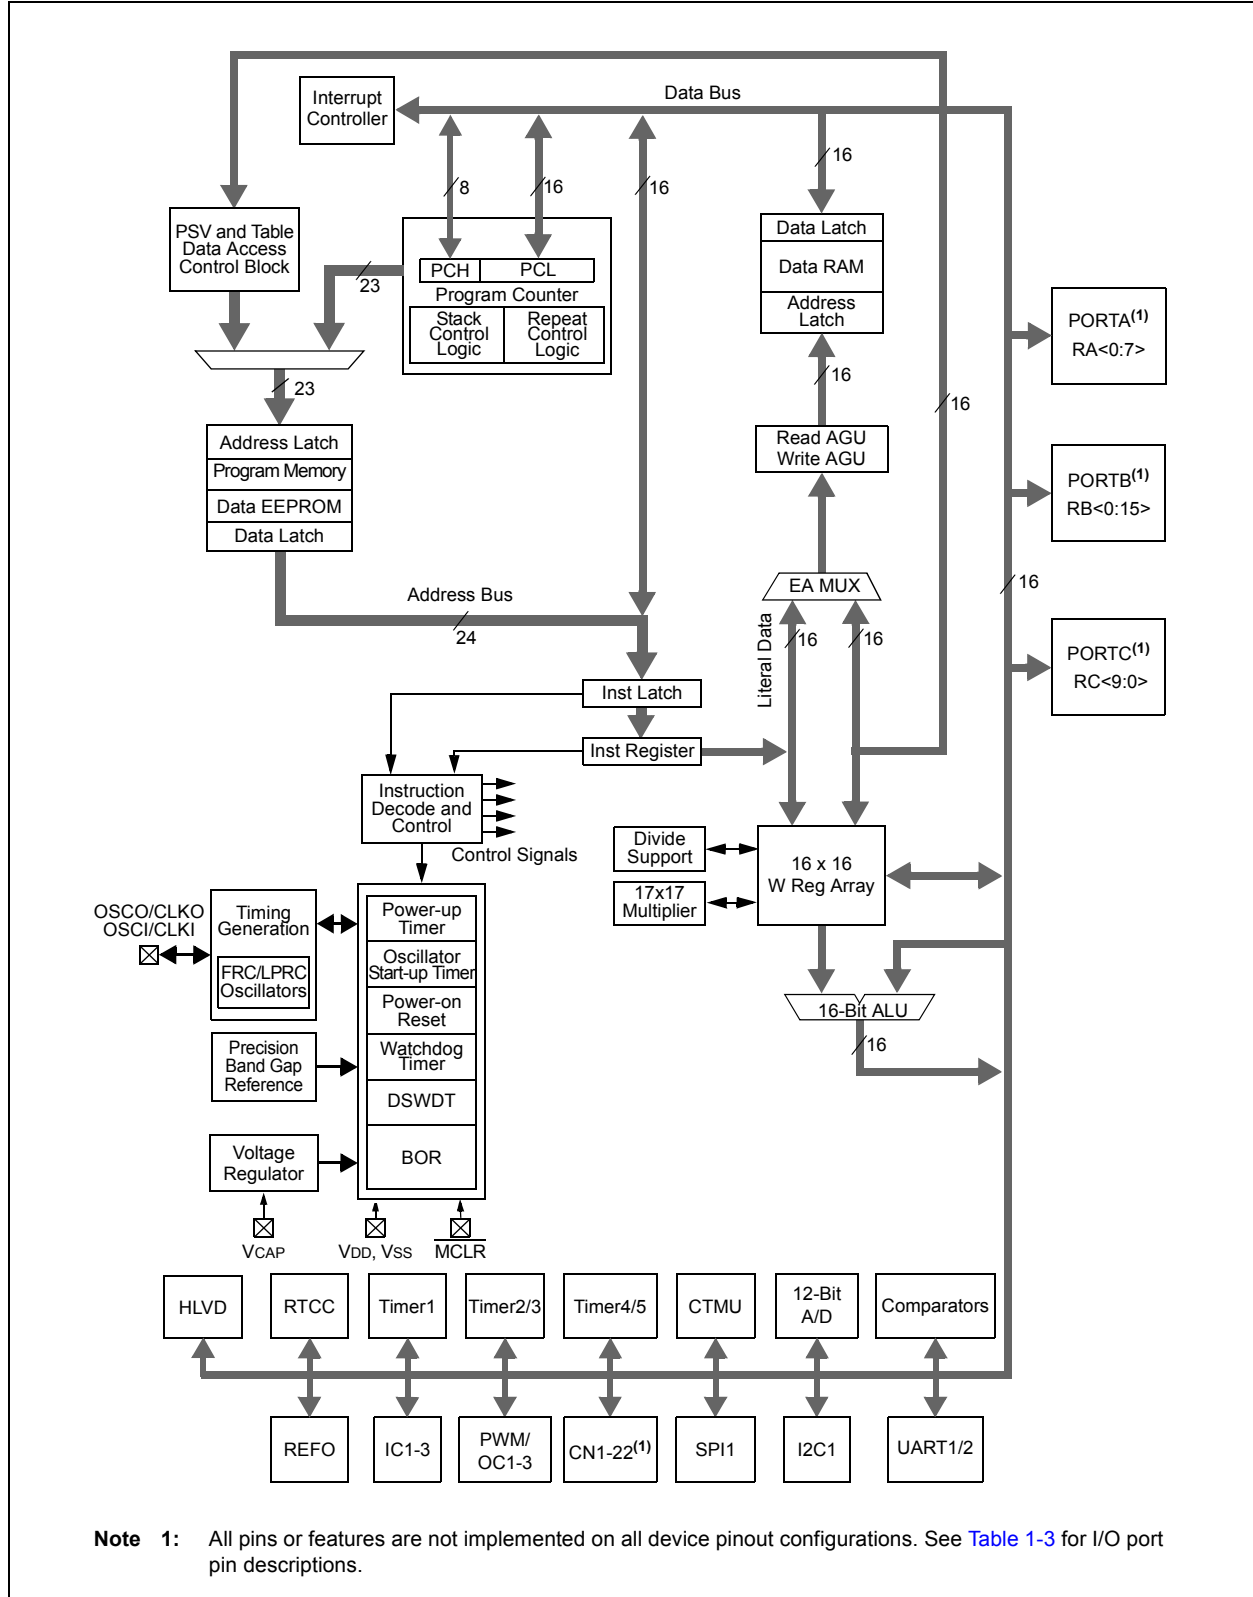 Data Bus
Interrupt
Controller
8
16
16
16
PSV and Table
Data Access
Control Block
23
PCH
PCL
Program Counter
Stack
Control
Logic
Repeat
Control
Logic
Data Latch
Data RAM
Address
Latch
PORTA(1)
RA<0:7>
23
16
16
Address Latch
Program Memory
Data EEPROM
Data Latch
Read AGU
Write AGU
PORTB(1)
RB<0:15>
EA MUX
16
Address Bus
24
Literal Data
16
16
PORTC(1)
RC<9:0>
Inst Latch
Inst Register
Instruction
Decode and
Control
Control Signals
Divide
Support
17x17
Multiplier
16 x 16
W Reg Array
OSCO/CLKO
OSCI/CLKI
Timing
Generation
FRC/LPRC
Oscillators
Power-up
Timer
Oscillator
Start-up Timer
Power-on
Reset
Watchdog
Timer
DSWDT
BOR
16-Bit ALU
16
Precision
Band Gap
Reference
Voltage
Regulator
VCAP
VDD, VSS
MCLR
HLVD
RTCC
Timer1
Timer2/3
Timer4/5
CTMU
12-Bit
A/D
Comparators
REFO
IC1-3
PWM/
OC1-3
CN1-22(1)
SPI1
I2C1
UART1/2
Note 1: All pins or features are not implemented on all device pinout configurations. See Table 1-3 for I/O port
pin descriptions.